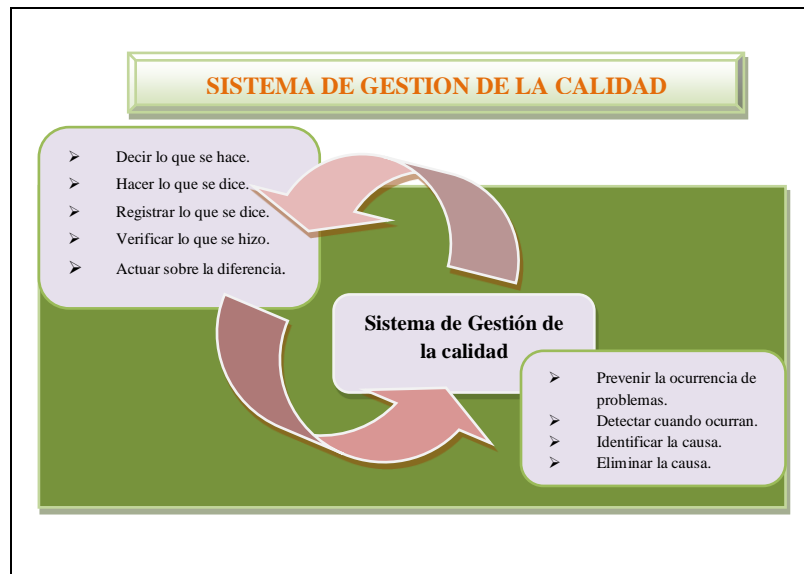 SISTEMA DE GESTION DE LA CALIDAD
➢ Decir lo que se hace.
➢ Hacer lo que se dice.
➢ Registrar lo que se dice.
➢ Verificar lo que se hizo.
➢ Actuar sobre la diferencia.
Sistema de Gestión de
la calidad
➢ Prevenir la ocurrencia de
problemas.
➢ Detectar cuando ocurran.
➢ Identificar la causa.
➢ Eliminar la causa.